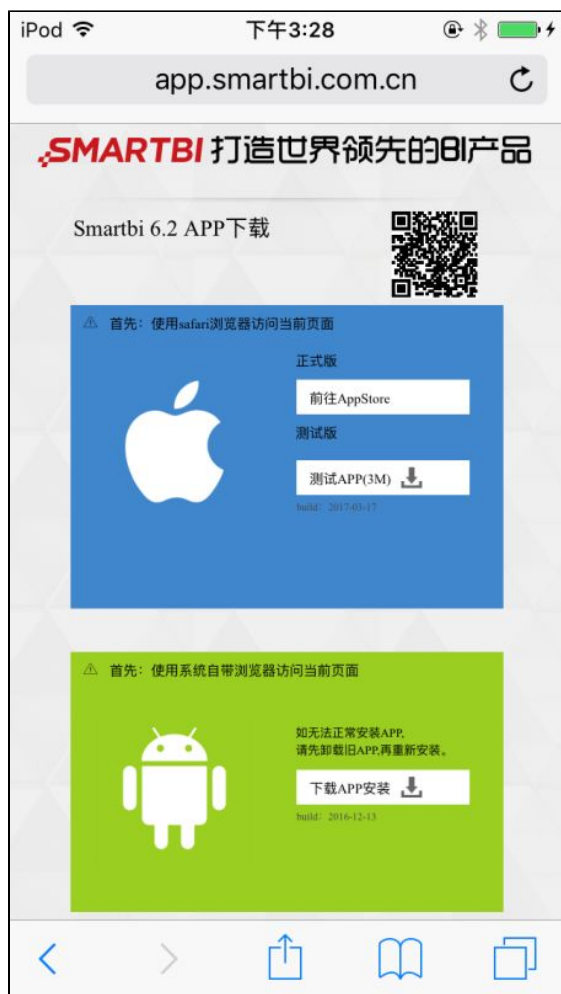 iPod 下午3:28
app.smartbi.com.cn
SMARTBI 打造世界领先的BI产品
Smartbi 6.2 APP下载
首先：使用safari浏览器访问当前页面
正式版
前往AppStore
测试版
测试APP(3M)
build：2017-03-17
首先：使用系统自带浏览器访问当前页面
如无法正常安装APP,
请先卸载旧APP,再重新安装。
下载APP安装
build：2016-12-13